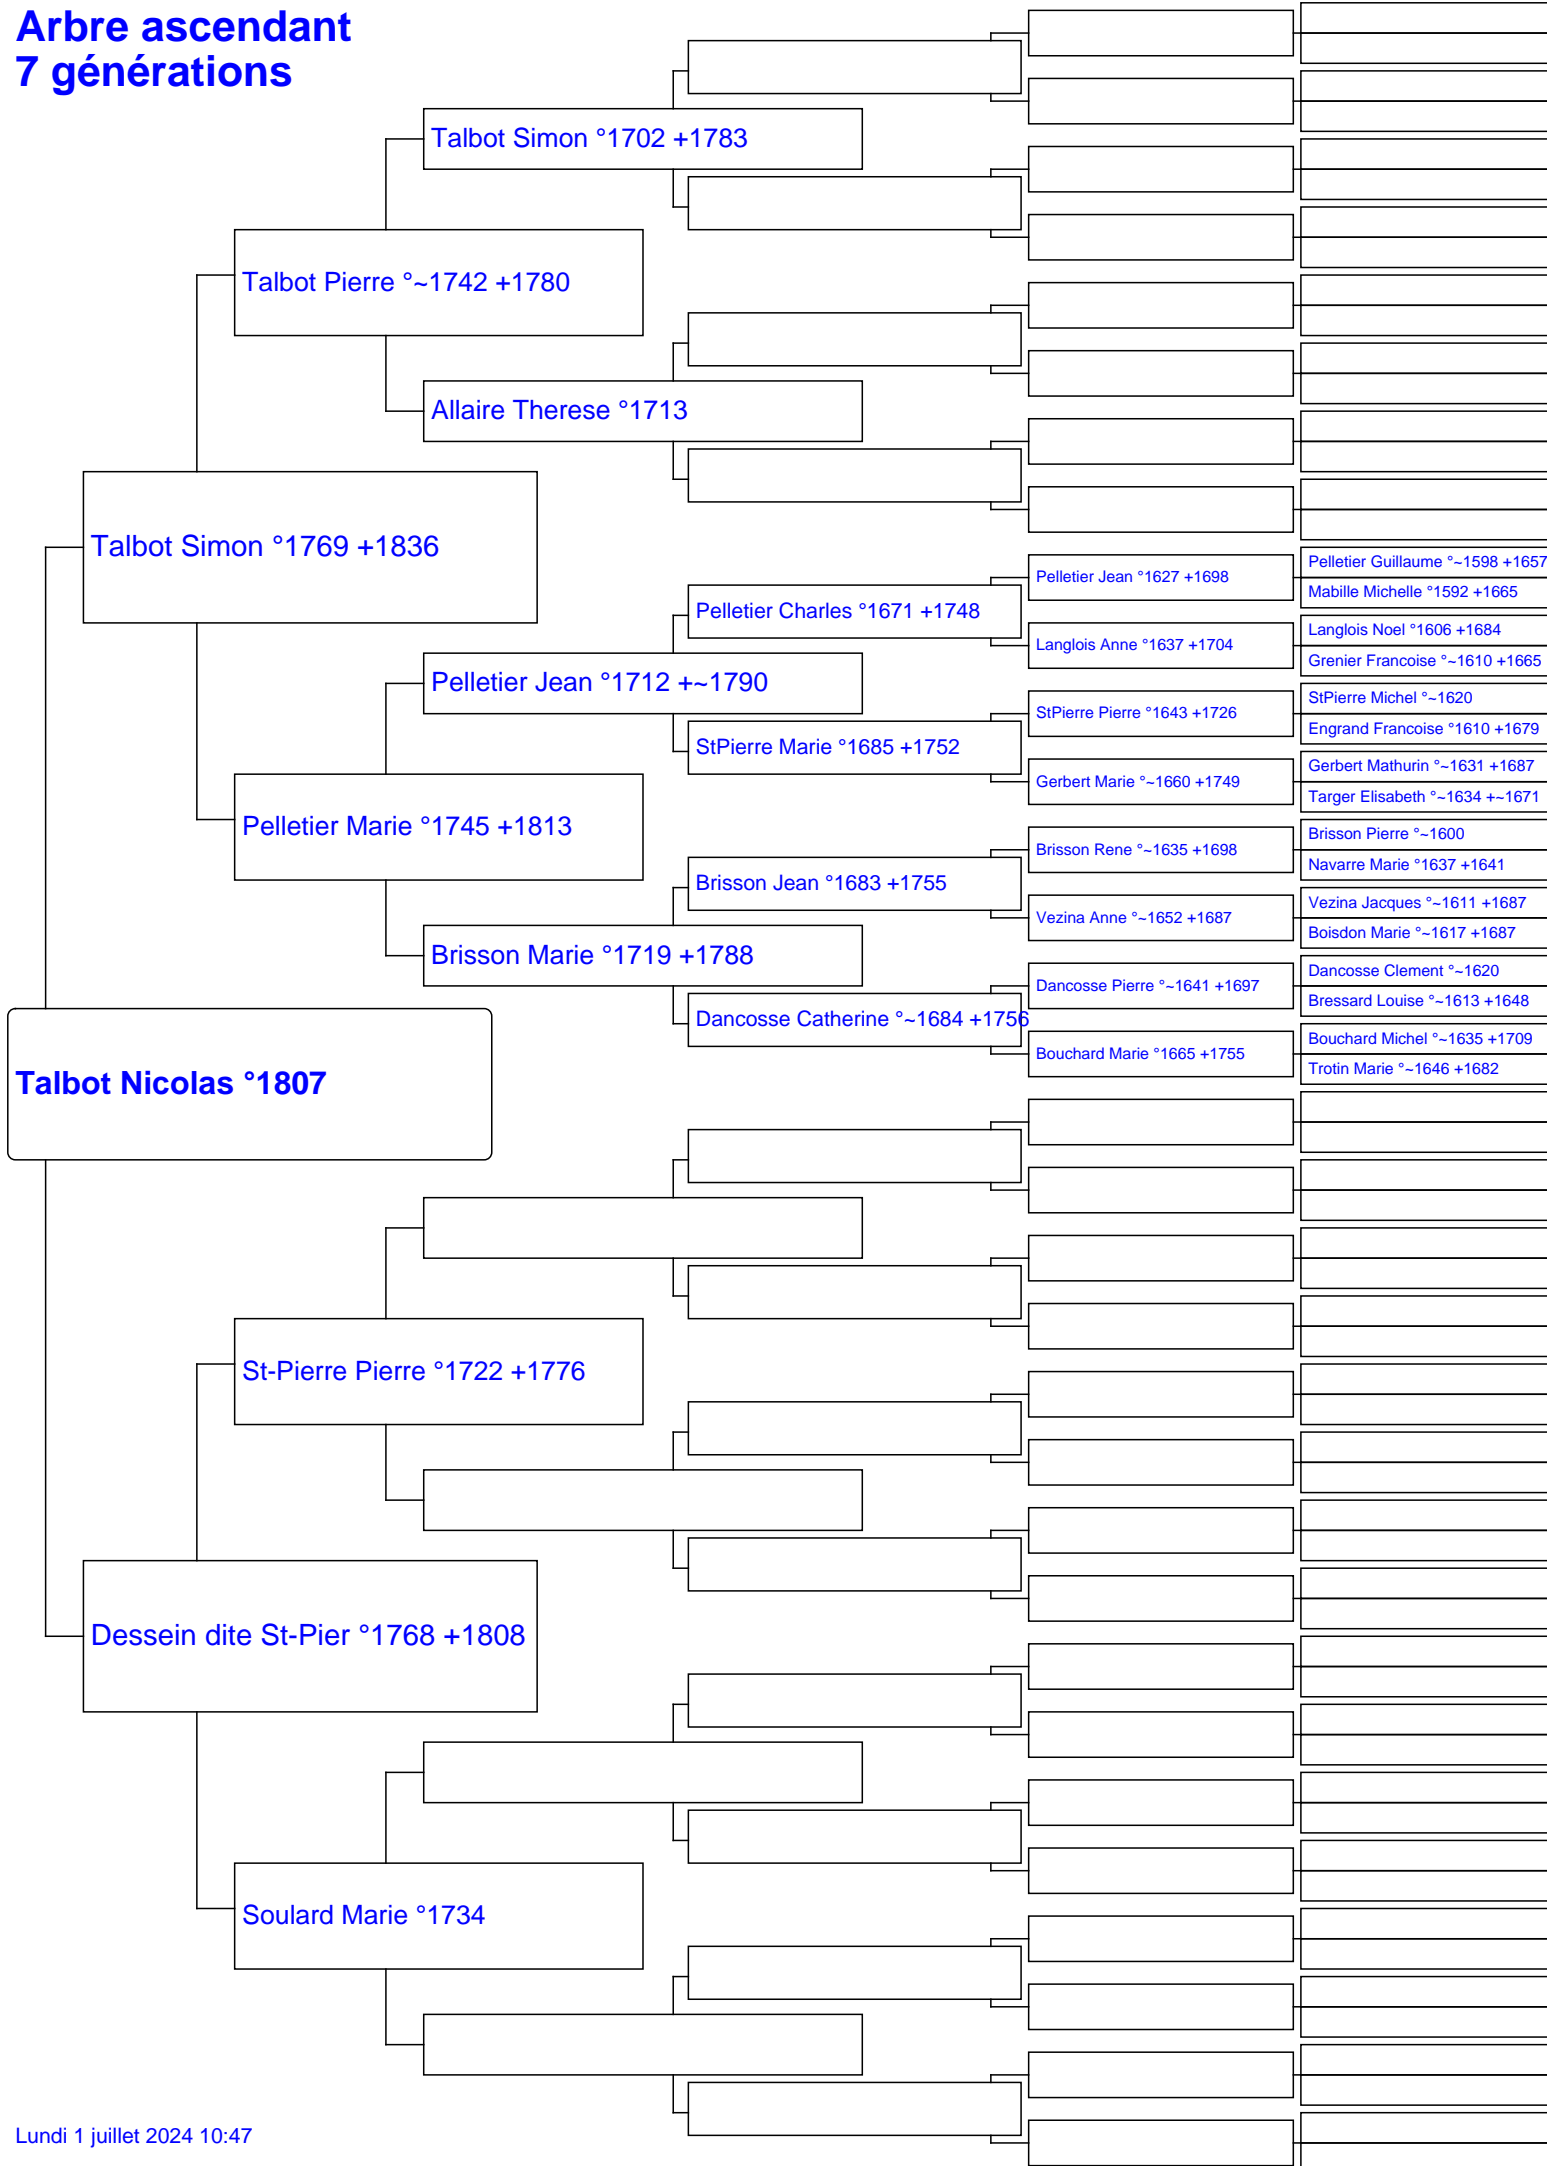 Arbre ascendant
7 générations
Talbot Simon °1702 +1783
Talbot Pierre °~1742 +1780
Allaire Therese °1713
Talbot Simon °1769 +1836
Pelletier Guillaume °~1598 +1657
Pelletier Jean °1627 +1698
Mabille Michelle °1592 +1665
Pelletier Charles °1671 +1748
Langlois Noel °1606 +1684
Langlois Anne °1637 +1704
Grenier Francoise °~1610 +1665
Pelletier Jean °1712 +~1790
StPierre Michel °~1620
StPierre Pierre °1643 +1726
Engrand Francoise °1610 +1679
StPierre Marie °1685 +1752
Gerbert Mathurin °~1631 +1687
Gerbert Marie °~1660 +1749
Targer Elisabeth °~1634 +~1671
Pelletier Marie °1745 +1813
Brisson Pierre °~1600
Brisson Rene °~1635 +1698
Navarre Marie °1637 +1641
Brisson Jean °1683 +1755
Vezina Jacques °~1611 +1687
Vezina Anne °~1652 +1687
Boisdon Marie °~1617 +1687
Brisson Marie °1719 +1788
Dancosse Clement °~1620
Dancosse Pierre °~1641 +1697
Bressard Louise °~1613 +1648
Dancosse Catherine °~1684 +1756
Bouchard Michel °~1635 +1709
Bouchard Marie °1665 +1755
Trotin Marie °~1646 +1682
Talbot Nicolas °1807
St-Pierre Pierre °1722 +1776
Dessein dite St-Pier °1768 +1808
Soulard Marie °1734
Lundi 1 juillet 2024 10:47